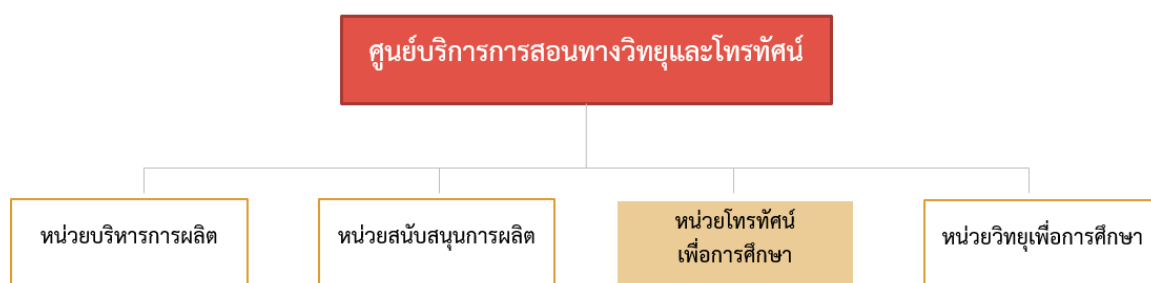 ศูนย์บริการการสอนทางวิทยุและโทรทัศน์
หน่วยบริหารการผลิต
หน่วยสนับสนุนการผลิต
หน่วยโทรทัศน์
เพื่อการศึกษา
หน่วยวิทยุเพื่อการศึกษา